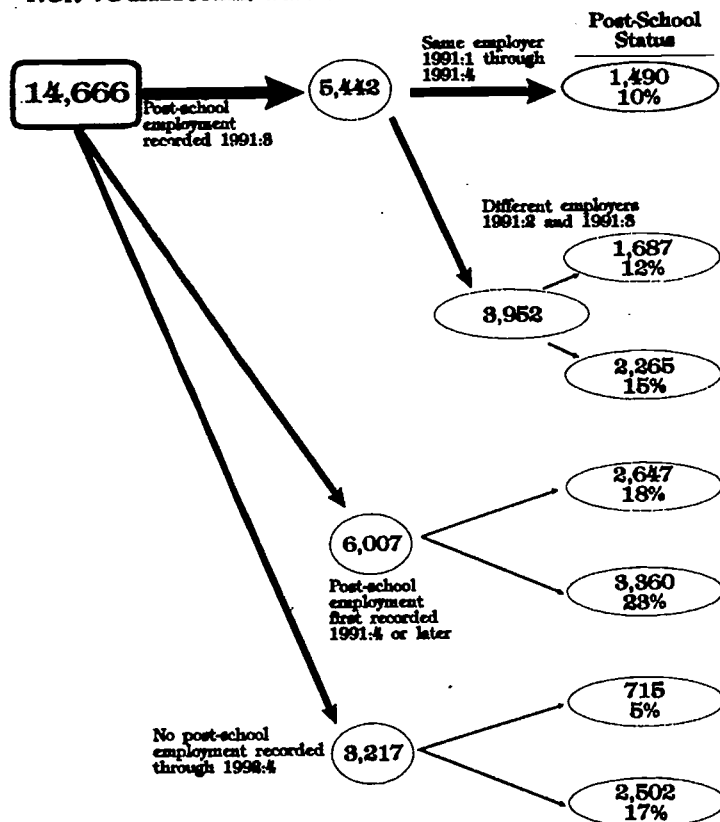 Post-School
Status
14,666
Post-school
employment
recorded 1991:3
5,442
Same employer
1991:1 through
1991:4
1,490
10%
Different employers
1991:2 and 1991:3
3,952
1,687
12%
2,265
15%
6,007
Post-school
employment
first recorded
1991:4 or later
2,647
18%
3,360
23%
No post-school
employment recorded
through 1992:4
3,217
715
5%
2,502
17%